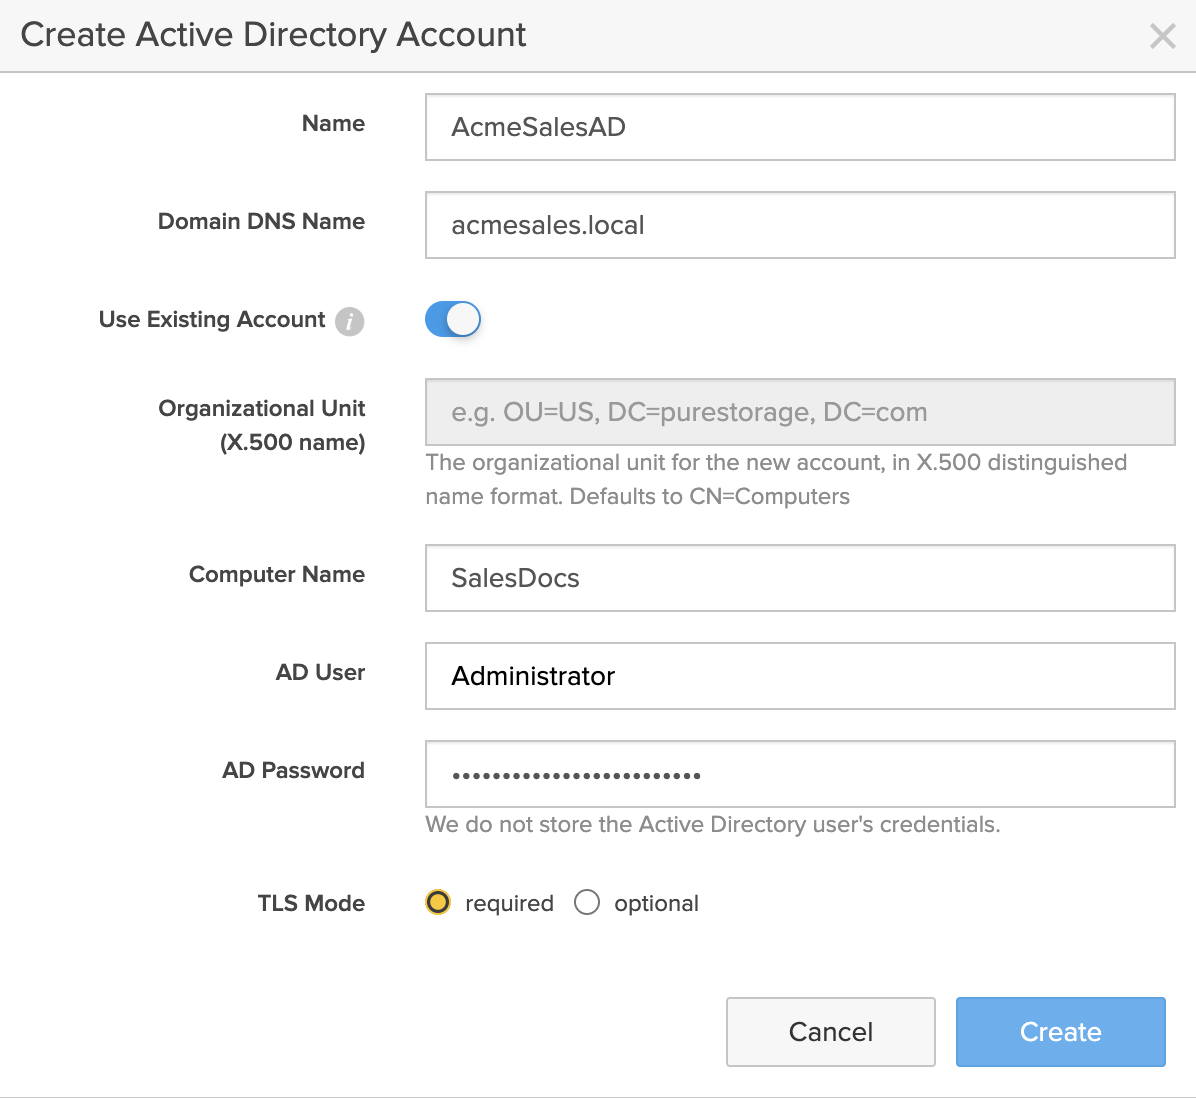 Create Active Directory Account
Name
AcmeSalesAD
Domain DNS Name
acmesales.local
Use Existing Account i
Organizational Unit
(X.500 name)
e.g. OU=US, DC=purestorage, DC=com
The organizational unit for the new account, in X.500 distinguished
name format. Defaults to CN=Computers
Computer Name
SalesDocs
AD User
Administrator
AD Password
•••••••••••••••••••••••••
We do not store the Active Directory user's credentials.
TLS Mode
required optional
Cancel Create